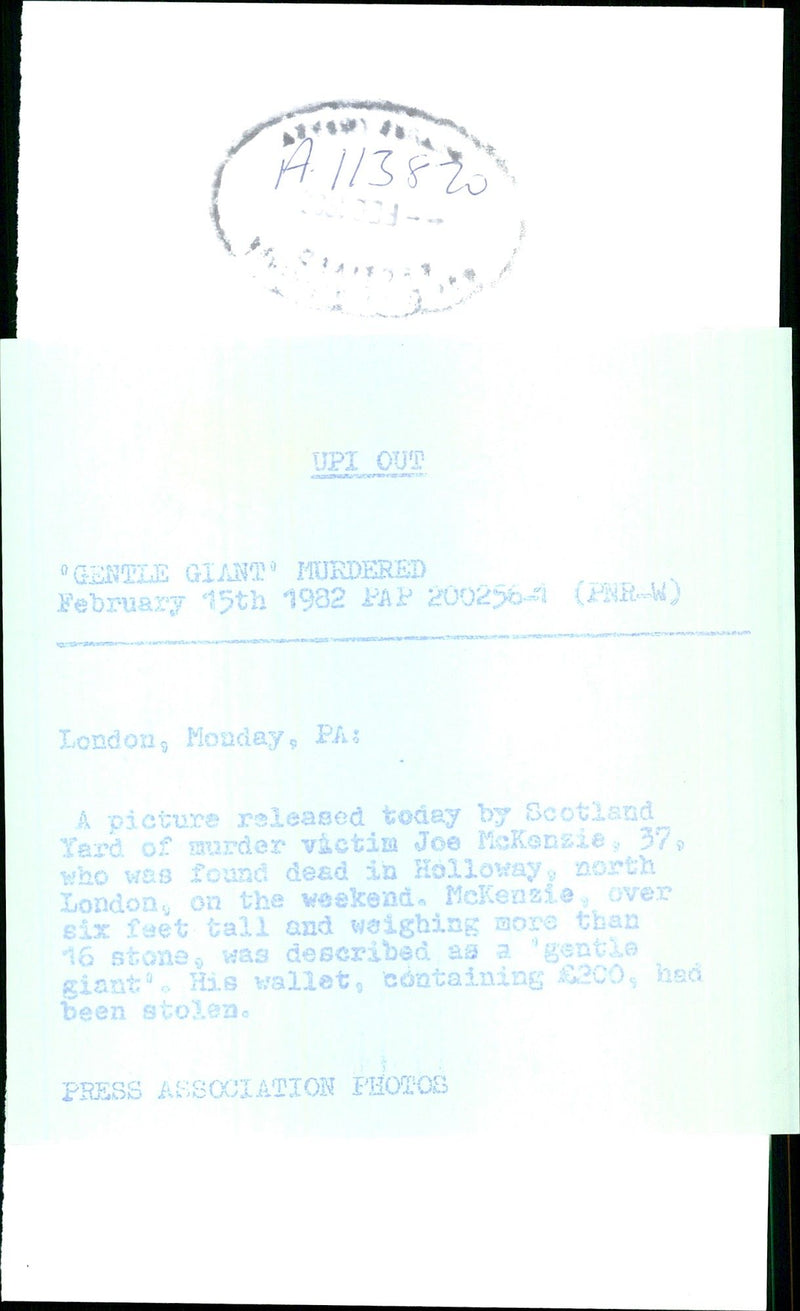 A 113820
UPI OUT
'GENTLE GIANT' MURDERED
February 15th 1982 PAP 200256-1 (PNR-W)
London, Monday, PA:
A picture released today by Scotland
Yard of murder victim Joe McKenzie, 37,
who was found dead in Holloway, north
London, on the weekend. McKenzie, over
six feet tall and weighing more than
16 stone, was described as a 'gentle
giant'. His wallet, containing £200, had
been stolen.
PRESS ASSOCIATION PHOTOS